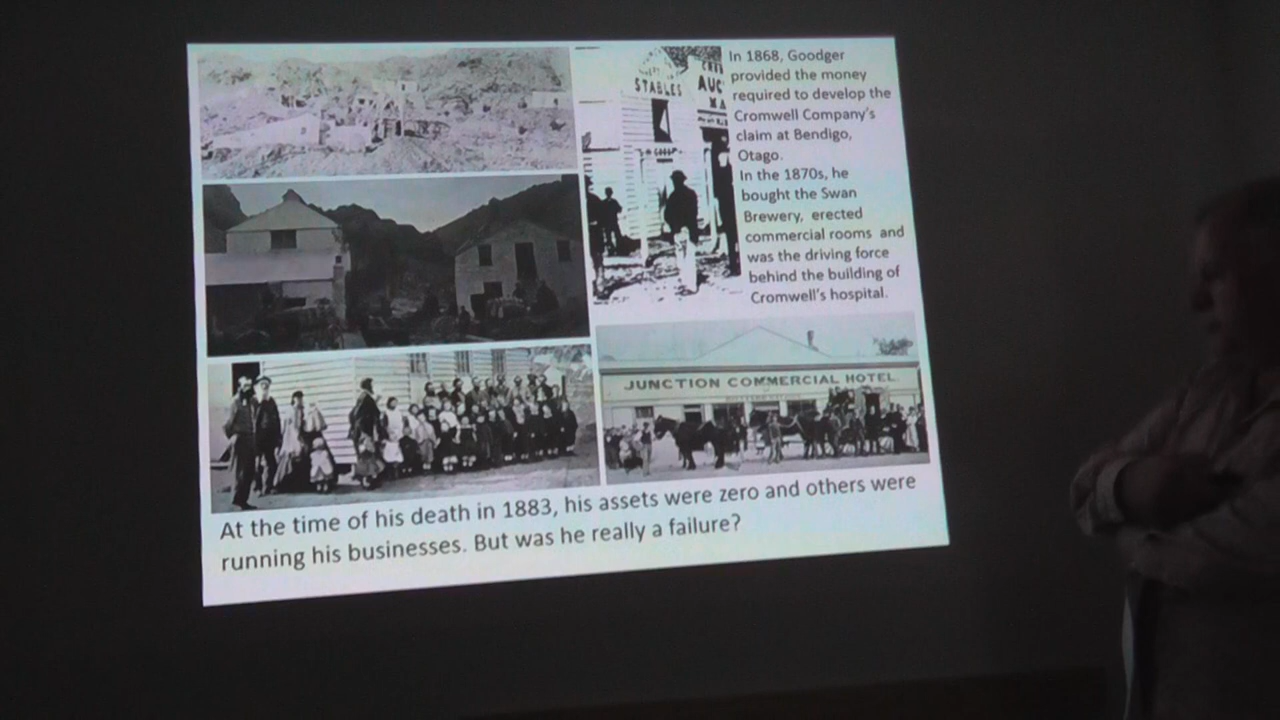 STABLES
AUC
In 1868, Goodger
provided the money
required to develop the
Cromwell Company's
claim at Bendigo,
Otago.
In the 1870s, he
bought the Swan
Brewery, erected
commercial rooms and
was the driving force
behind the building of
Cromwell's hospital.
JUNCTION COMMERCIAL HOTEL.
At the time of his death in 1883, his assets were zero and others were
running his businesses. But was he really a failure?